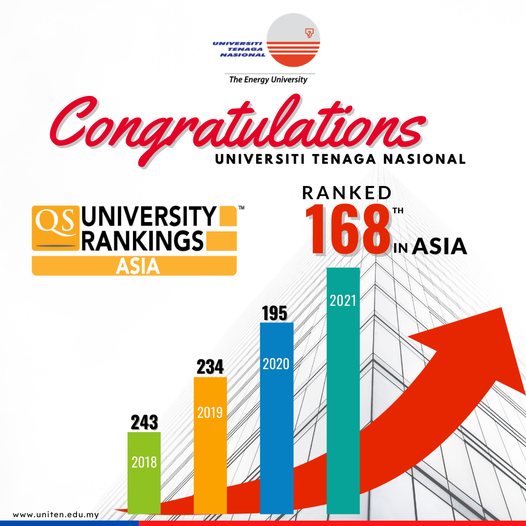 UNIVERSITI
TENAGA
NASIONAL
The Energy University
Congratulations
UNIVERSITI TENAGA NASIONAL
QS UNIVERSITY RANKINGS™
ASIA
RANKED
168TH
IN ASIA
243
2018
234
2019
195
2020
2021
www.uniten.edu.my